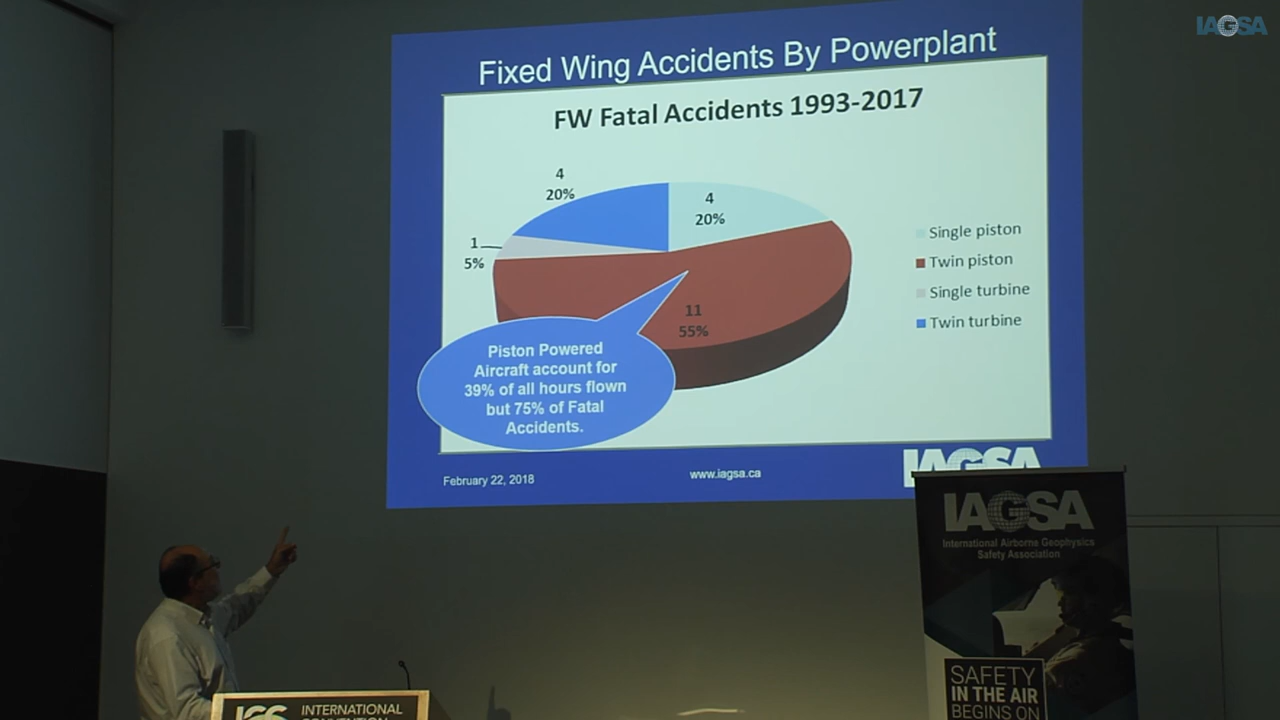 IAGSA
Fixed Wing Accidents By Powerplant
FW Fatal Accidents 1993-2017
4
20%
4
20%
1
5%
11
55%
Single piston
Twin piston
Single turbine
Twin turbine
Piston Powered
Aircraft account for
39% of all hours flown
but 75% of Fatal
Accidents.
February 22, 2018
www.iagsa.ca
IAGSA
IAGSA
International Airborne Geophysics
Safety Association
SAFETY
IN THE AIR
BEGINS ON
INTERNATIONAL
CONVENTION